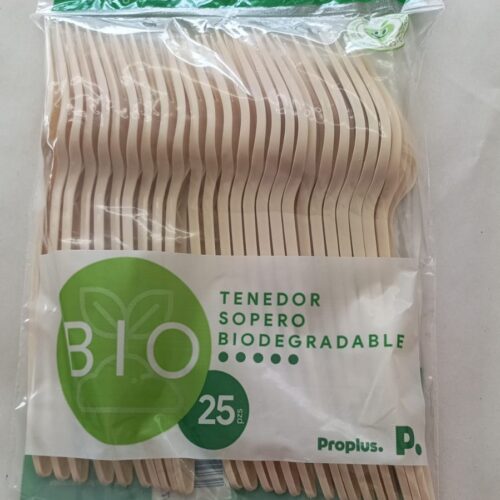 BIO
TENEDOR
SOPERO
BIODEGRADABLE
25 pzs
Proplus. P.